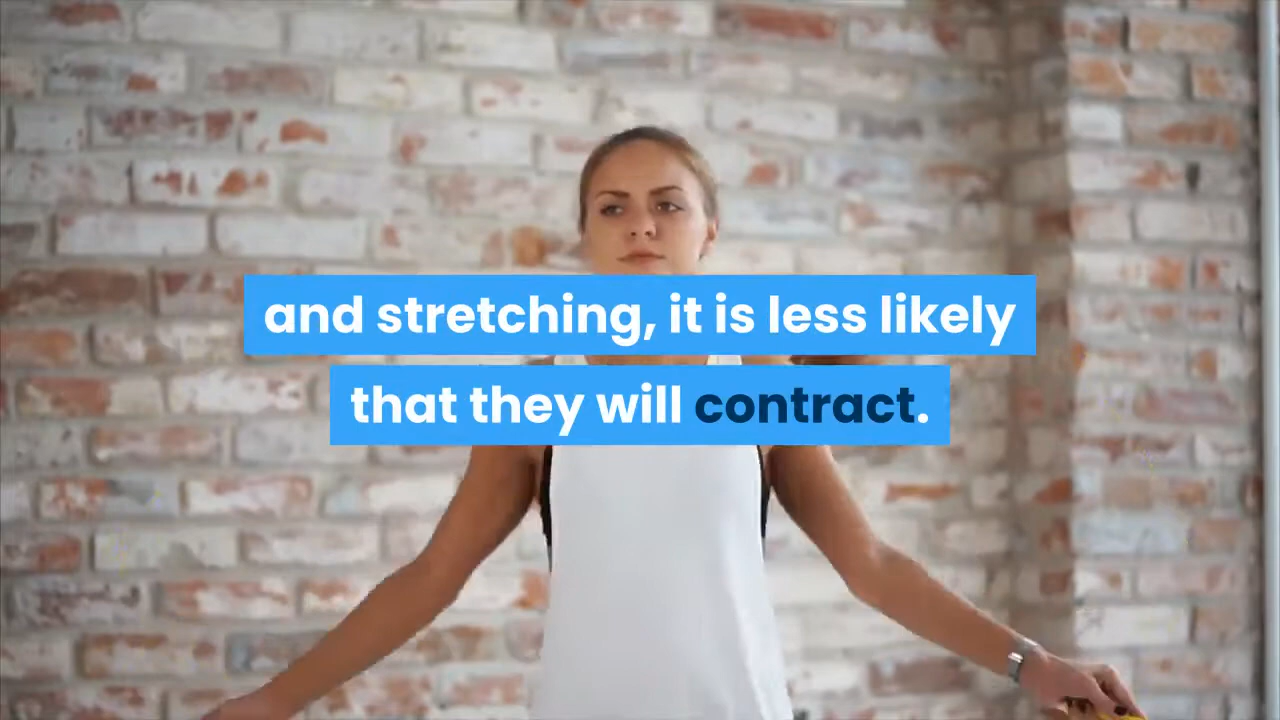 and stretching, it is less likely
that they will contract.